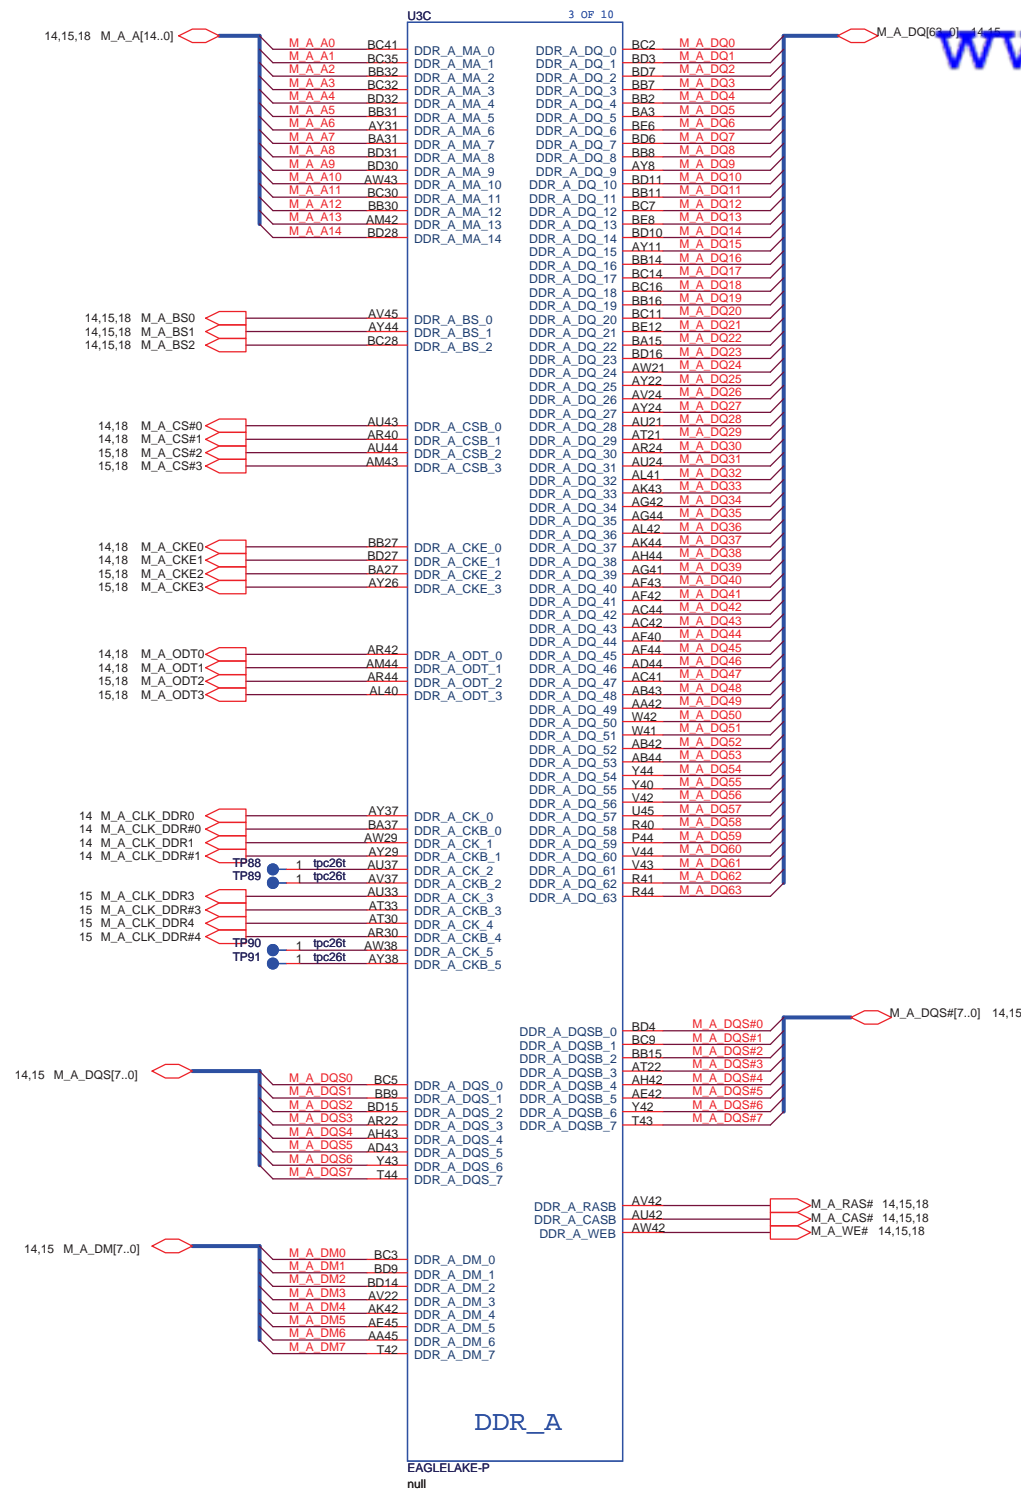 U3C 3 OF 10
14,15,18 M_A_A[14..0] M_A_DQ[63..0] 14,15
M_A_A0 BC41 DDR_A_MA_0
M_A_A1 BC35 DDR_A_MA_1
M_A_A2 BB32 DDR_A_MA_2
M_A_A3 BC32 DDR_A_MA_3
M_A_A4 BD32 DDR_A_MA_4
M_A_A5 BB31 DDR_A_MA_5
M_A_A6 AY31 DDR_A_MA_6
M_A_A7 BA31 DDR_A_MA_7
M_A_A8 BD31 DDR_A_MA_8
M_A_A9 BD30 DDR_A_MA_9
M_A_A10 AW43 DDR_A_MA_10
M_A_A11 BC30 DDR_A_MA_11
M_A_A12 BB30 DDR_A_MA_12
M_A_A13 AM42 DDR_A_MA_13
M_A_A14 BD28 DDR_A_MA_14
14,15,18 M_A_BS0 AV45 DDR_A_BS_0
14,15,18 M_A_BS1 AY44 DDR_A_BS_1
14,15,18 M_A_BS2 BC28 DDR_A_BS_2
14,18 M_A_CS#0 AU43 DDR_A_CSB_0
14,18 M_A_CS#1 AR40 DDR_A_CSB_1
15,18 M_A_CS#2 AU44 DDR_A_CSB_2
15,18 M_A_CS#3 AM43 DDR_A_CSB_3
14,18 M_A_CKE0 BB27 DDR_A_CKE_0
14,18 M_A_CKE1 BD27 DDR_A_CKE_1
15,18 M_A_CKE2 BA27 DDR_A_CKE_2
15,18 M_A_CKE3 AY26 DDR_A_CKE_3
14,18 M_A_ODT0 AR42 DDR_A_ODT_0
14,18 M_A_ODT1 AM44 DDR_A_ODT_1
15,18 M_A_ODT2 AR44 DDR_A_ODT_2
15,18 M_A_ODT3 AL40 DDR_A_ODT_3
14 M_A_CLK_DDR0 AY37 DDR_A_CK_0
14 M_A_CLK_DDR#0 BA37 DDR_A_CKB_0
14 M_A_CLK_DDR1 AW29 DDR_A_CK_1
14 M_A_CLK_DDR#1 AY29 DDR_A_CKB_1
TP88 1 tpc26t AU37 DDR_A_CK_2
TP89 1 tpc26t AV37 DDR_A_CKB_2
15 M_A_CLK_DDR3 AU33 DDR_A_CK_3
15 M_A_CLK_DDR#3 AT33 DDR_A_CKB_3
15 M_A_CLK_DDR4 AT30 DDR_A_CK_4
15 M_A_CLK_DDR#4 AR30 DDR_A_CKB_4
TP90 1 tpc26t AW38 DDR_A_CK_5
TP91 1 tpc26t AY38 DDR_A_CKB_5
14,15 M_A_DQS[7..0]
M_A_DQS0 BC5 DDR_A_DQS_0
M_A_DQS1 BB9 DDR_A_DQS_1
M_A_DQS2 BD15 DDR_A_DQS_2
M_A_DQS3 AR22 DDR_A_DQS_3
M_A_DQS4 AH43 DDR_A_DQS_4
M_A_DQS5 AD43 DDR_A_DQS_5
M_A_DQS6 Y43 DDR_A_DQS_6
M_A_DQS7 T44 DDR_A_DQS_7
14,15 M_A_DM[7..0]
M_A_DM0 BC3 DDR_A_DM_0
M_A_DM1 BD9 DDR_A_DM_1
M_A_DM2 BD14 DDR_A_DM_2
M_A_DM3 AV22 DDR_A_DM_3
M_A_DM4 AK42 DDR_A_DM_4
M_A_DM5 AE45 DDR_A_DM_5
M_A_DM6 AA45 DDR_A_DM_6
M_A_DM7 T42 DDR_A_DM_7
DDR_A_DQ_0 BC2 M_A_DQ0
DDR_A_DQ_1 BD3 M_A_DQ1
DDR_A_DQ_2 BD7 M_A_DQ2
DDR_A_DQ_3 BB7 M_A_DQ3
DDR_A_DQ_4 BB2 M_A_DQ4
DDR_A_DQ_5 BA3 M_A_DQ5
DDR_A_DQ_6 BE6 M_A_DQ6
DDR_A_DQ_7 BD6 M_A_DQ7
DDR_A_DQ_8 BB8 M_A_DQ8
DDR_A_DQ_9 AY8 M_A_DQ9
DDR_A_DQ_10 BD11 M_A_DQ10
DDR_A_DQ_11 BB11 M_A_DQ11
DDR_A_DQ_12 BC7 M_A_DQ12
DDR_A_DQ_13 BE8 M_A_DQ13
DDR_A_DQ_14 BD10 M_A_DQ14
DDR_A_DQ_15 AY11 M_A_DQ15
DDR_A_DQ_16 BB14 M_A_DQ16
DDR_A_DQ_17 BC14 M_A_DQ17
DDR_A_DQ_18 BC16 M_A_DQ18
DDR_A_DQ_19 BB16 M_A_DQ19
DDR_A_DQ_20 BC11 M_A_DQ20
DDR_A_DQ_21 BE12 M_A_DQ21
DDR_A_DQ_22 BA15 M_A_DQ22
DDR_A_DQ_23 BD16 M_A_DQ23
DDR_A_DQ_24 AW21 M_A_DQ24
DDR_A_DQ_25 AY22 M_A_DQ25
DDR_A_DQ_26 AV24 M_A_DQ26
DDR_A_DQ_27 AY24 M_A_DQ27
DDR_A_DQ_28 AU21 M_A_DQ28
DDR_A_DQ_29 AT21 M_A_DQ29
DDR_A_DQ_30 AR24 M_A_DQ30
DDR_A_DQ_31 AU24 M_A_DQ31
DDR_A_DQ_32 AL41 M_A_DQ32
DDR_A_DQ_33 AK43 M_A_DQ33
DDR_A_DQ_34 AG42 M_A_DQ34
DDR_A_DQ_35 AG44 M_A_DQ35
DDR_A_DQ_36 AL42 M_A_DQ36
DDR_A_DQ_37 AK44 M_A_DQ37
DDR_A_DQ_38 AH44 M_A_DQ38
DDR_A_DQ_39 AG41 M_A_DQ39
DDR_A_DQ_40 AF43 M_A_DQ40
DDR_A_DQ_41 AF42 M_A_DQ41
DDR_A_DQ_42 AC44 M_A_DQ42
DDR_A_DQ_43 AC42 M_A_DQ43
DDR_A_DQ_44 AF40 M_A_DQ44
DDR_A_DQ_45 AF44 M_A_DQ45
DDR_A_DQ_46 AD44 M_A_DQ46
DDR_A_DQ_47 AC41 M_A_DQ47
DDR_A_DQ_48 AB43 M_A_DQ48
DDR_A_DQ_49 AA42 M_A_DQ49
DDR_A_DQ_50 W42 M_A_DQ50
DDR_A_DQ_51 W41 M_A_DQ51
DDR_A_DQ_52 AB42 M_A_DQ52
DDR_A_DQ_53 AB44 M_A_DQ53
DDR_A_DQ_54 Y44 M_A_DQ54
DDR_A_DQ_55 Y40 M_A_DQ55
DDR_A_DQ_56 V42 M_A_DQ56
DDR_A_DQ_57 U45 M_A_DQ57
DDR_A_DQ_58 R40 M_A_DQ58
DDR_A_DQ_59 P44 M_A_DQ59
DDR_A_DQ_60 V44 M_A_DQ60
DDR_A_DQ_61 V43 M_A_DQ61
DDR_A_DQ_62 R41 M_A_DQ62
DDR_A_DQ_63 R44 M_A_DQ63
M_A_DQS#[7..0] 14,15
DDR_A_DQSB_0 BD4 M_A_DQS#0
DDR_A_DQSB_1 BC9 M_A_DQS#1
DDR_A_DQSB_2 BB15 M_A_DQS#2
DDR_A_DQSB_3 AT22 M_A_DQS#3
DDR_A_DQSB_4 AH42 M_A_DQS#4
DDR_A_DQSB_5 AE42 M_A_DQS#5
DDR_A_DQSB_6 Y42 M_A_DQS#6
DDR_A_DQSB_7 T43 M_A_DQS#7
DDR_A_RASB AV42 M_A_RAS# 14,15,18
DDR_A_CASB AU42 M_A_CAS# 14,15,18
DDR_A_WEB AW42 M_A_WE# 14,15,18
DDR_A
EAGLELAKE-P
null